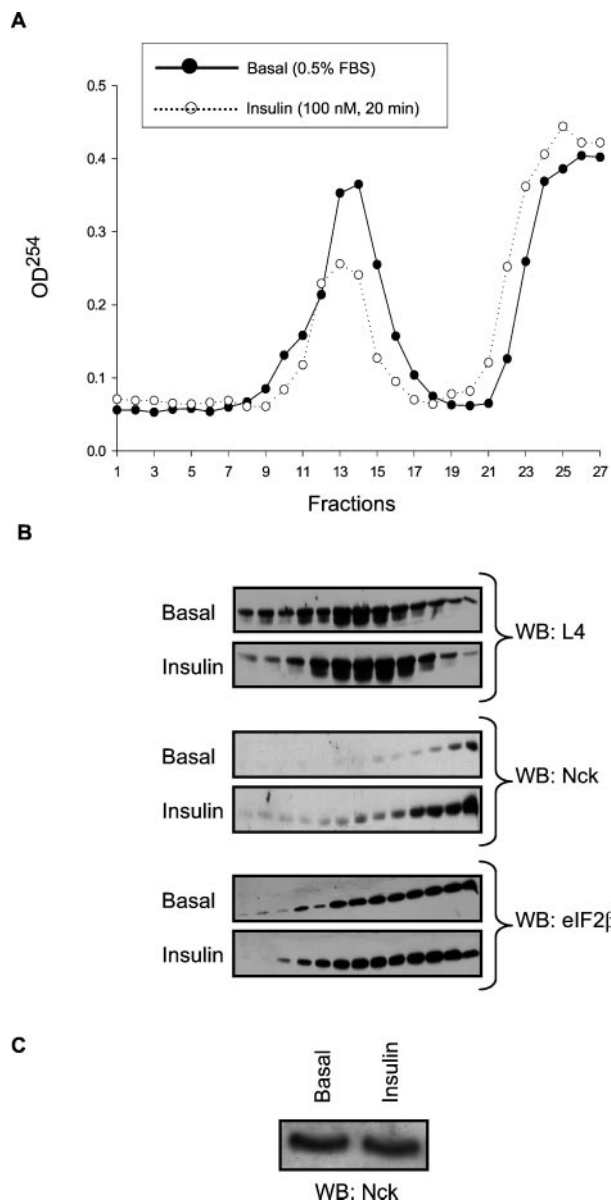 A
Basal (0.5% FBS)
Insulin (100 nM, 20 min)
0.5
0.4
0.3
0.2
0.1
0.0
OD254
1 3 5 7 9 11 13 15 17 19 21 23 25 27
Fractions
B
Basal
Insulin
WB: L4
Basal
Insulin
WB: Nck
Basal
Insulin
WB: eIF2β
C
Basal
Insulin
WB: Nck